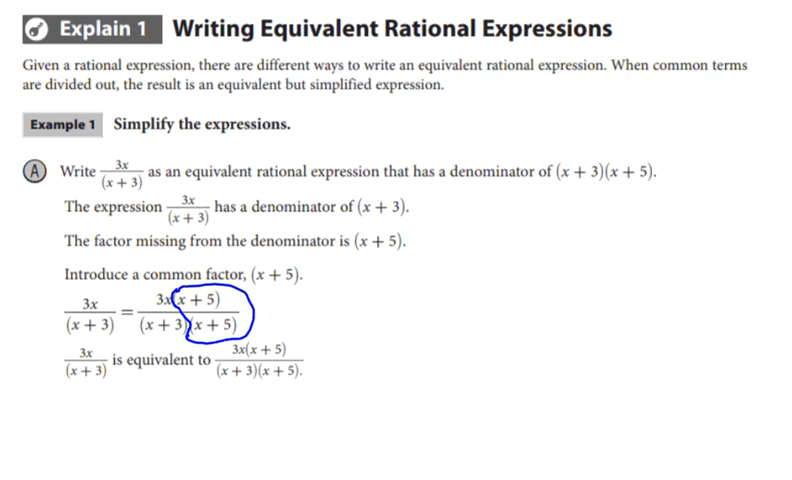 Explain 1 Writing Equivalent Rational Expressions
Given a rational expression, there are different ways to write an equivalent rational expression. When common terms
are divided out, the result is an equivalent but simplified expression.
Example 1 Simplify the expressions.
A Write 3x/(x + 3) as an equivalent rational expression that has a denominator of (x + 3)(x + 5).
The expression 3x/(x + 3) has a denominator of (x + 3).
The factor missing from the denominator is (x + 5).
Introduce a common factor, (x + 5).
3x/(x + 3) = 3x(x + 5)/(x + 3)(x + 5)
3x/(x + 3) is equivalent to 3x(x + 5)/(x + 3)(x + 5).